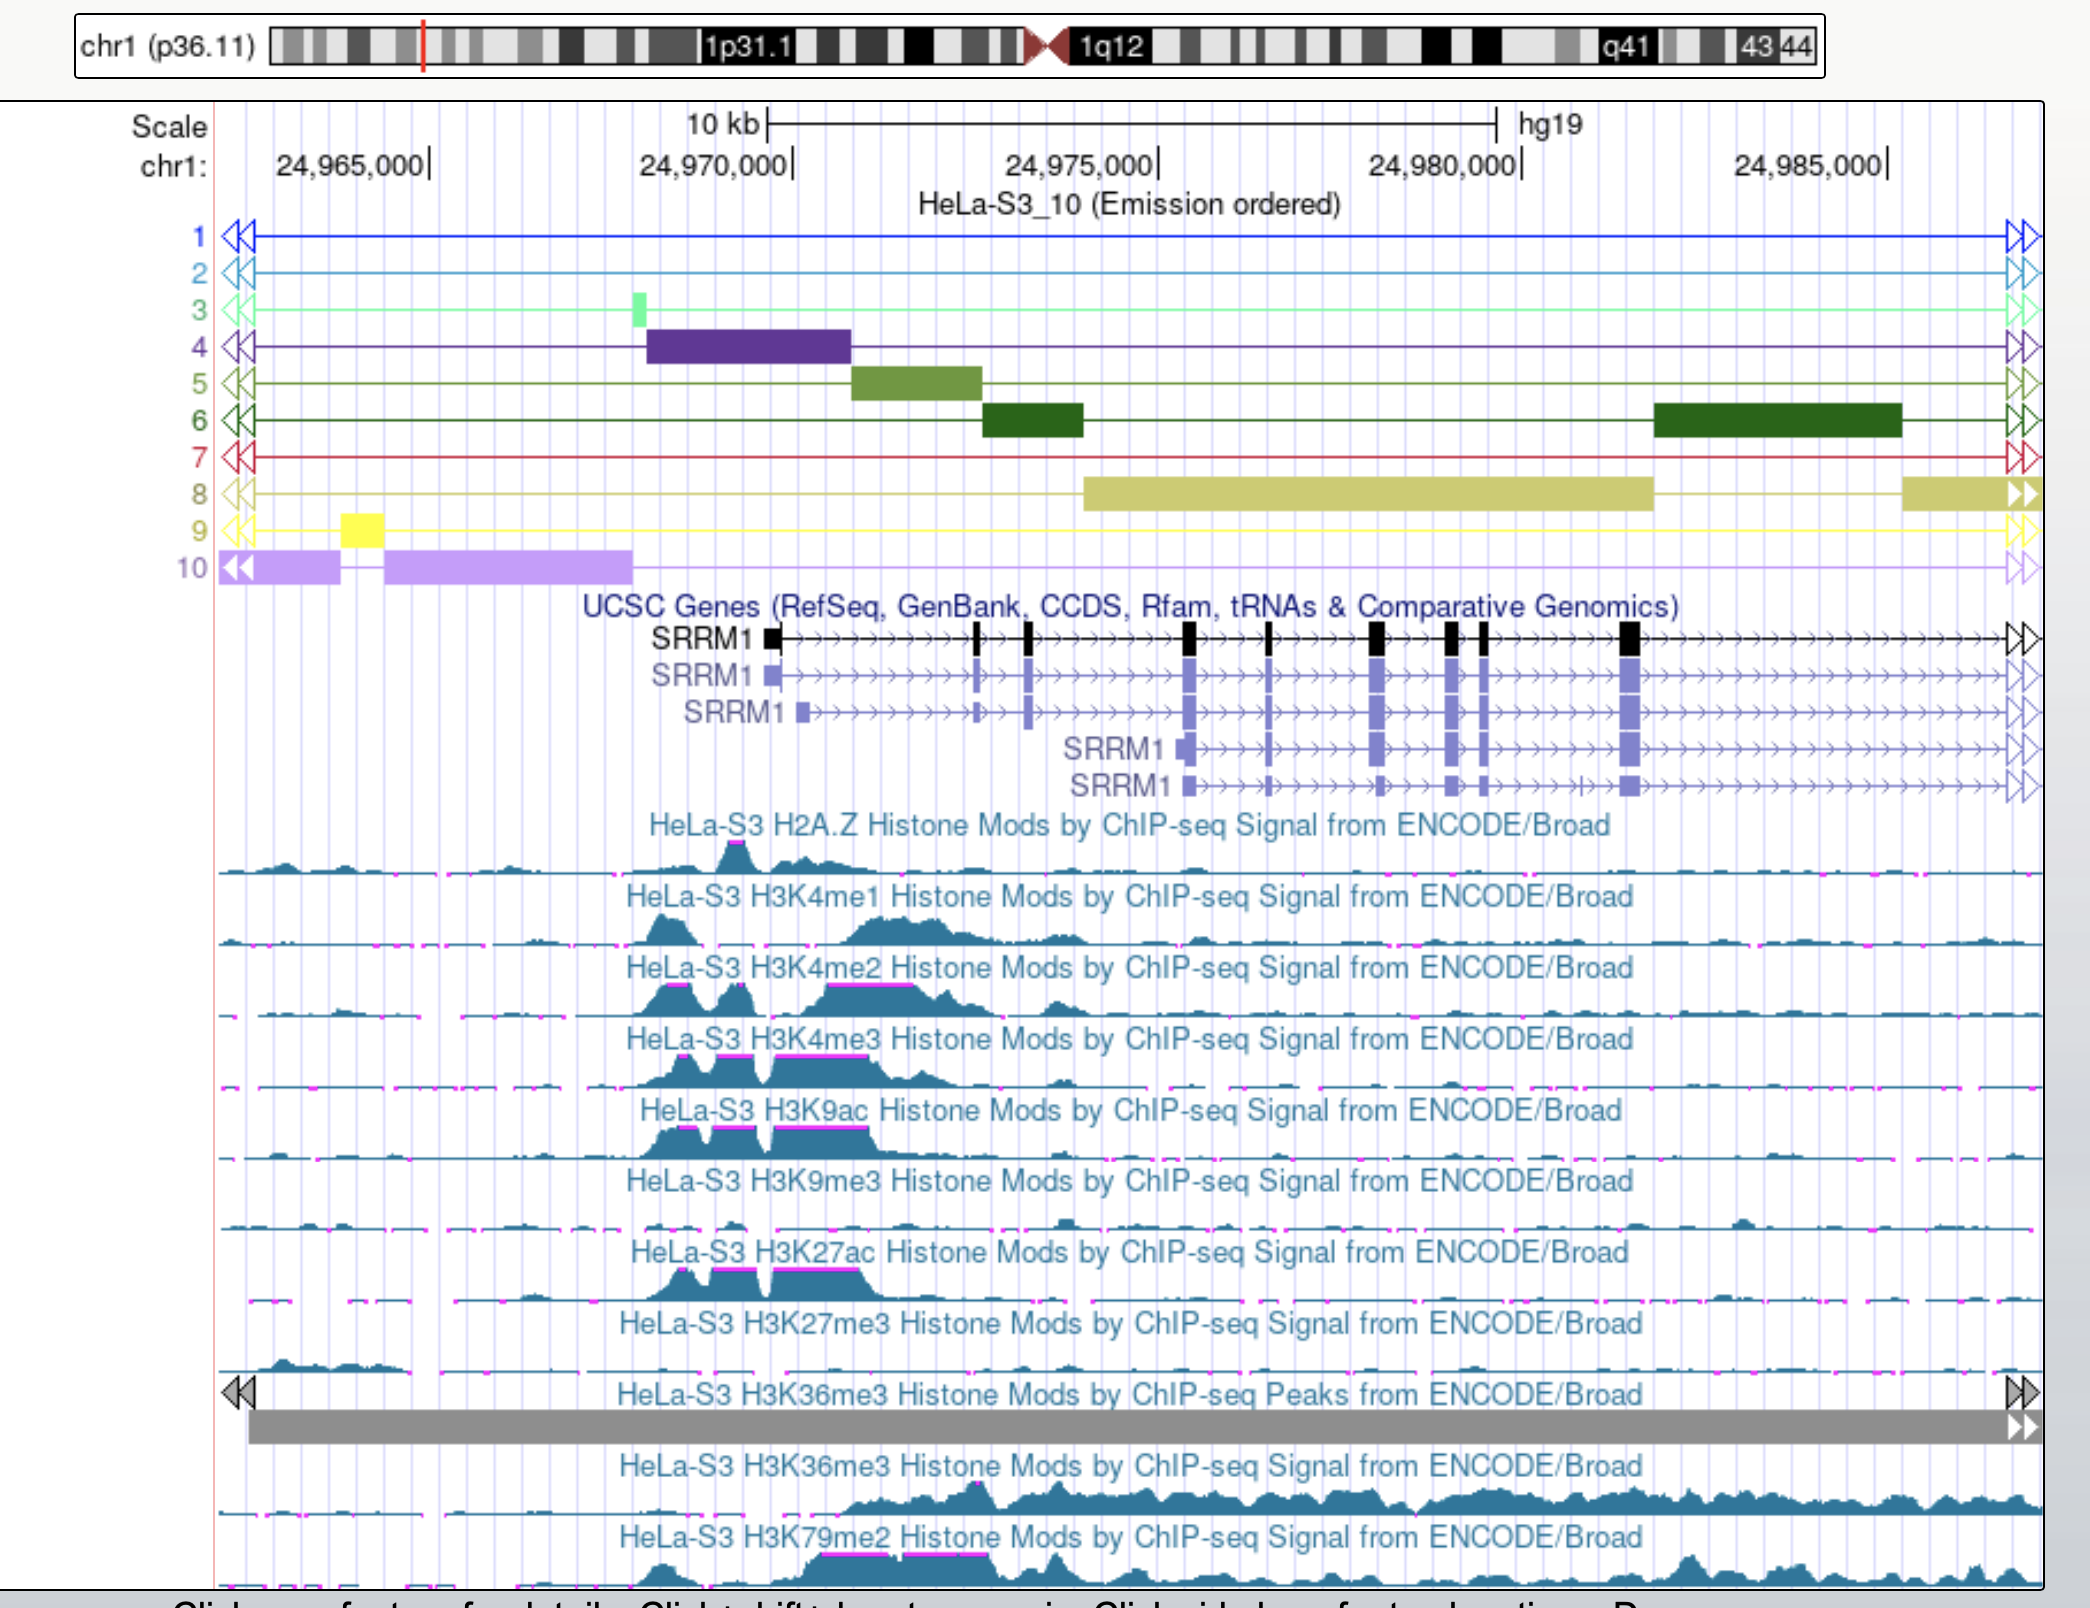 chr1 (p36.11) 1p31.1 1q12 q41 43 44
Scale 10 kb hg19
chr1: 24,965,000 24,970,000 24,975,000 24,980,000 24,985,000
HeLa-S3_10 (Emission ordered)
1
2
3
4
5
6
7
8
9
10
UCSC Genes (RefSeq, GenBank, CCDS, Rfam, tRNAs & Comparative Genomics)
SRRM1
SRRM1
SRRM1
SRRM1
SRRM1
HeLa-S3 H2A.Z Histone Mods by ChIP-seq Signal from ENCODE/Broad
HeLa-S3 H3K4me1 Histone Mods by ChIP-seq Signal from ENCODE/Broad
HeLa-S3 H3K4me2 Histone Mods by ChIP-seq Signal from ENCODE/Broad
HeLa-S3 H3K4me3 Histone Mods by ChIP-seq Signal from ENCODE/Broad
HeLa-S3 H3K9ac Histone Mods by ChIP-seq Signal from ENCODE/Broad
HeLa-S3 H3K9me3 Histone Mods by ChIP-seq Signal from ENCODE/Broad
HeLa-S3 H3K27ac Histone Mods by ChIP-seq Signal from ENCODE/Broad
HeLa-S3 H3K27me3 Histone Mods by ChIP-seq Signal from ENCODE/Broad
HeLa-S3 H3K36me3 Histone Mods by ChIP-seq Peaks from ENCODE/Broad
HeLa-S3 H3K36me3 Histone Mods by ChIP-seq Signal from ENCODE/Broad
HeLa-S3 H3K79me2 Histone Mods by ChIP-seq Signal from ENCODE/Broad